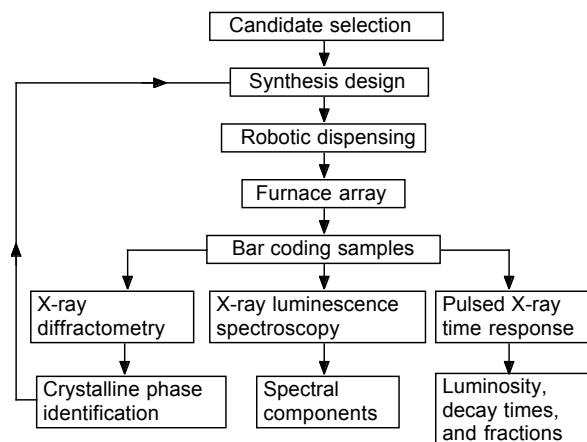 Candidate selection
Synthesis design
Robotic dispensing
Furnace array
Bar coding samples
X-ray
diffractometry
X-ray luminescence
spectroscopy
Pulsed X-ray
time response
Crystalline phase
identification
Spectral
components
Luminosity,
decay times,
and fractions